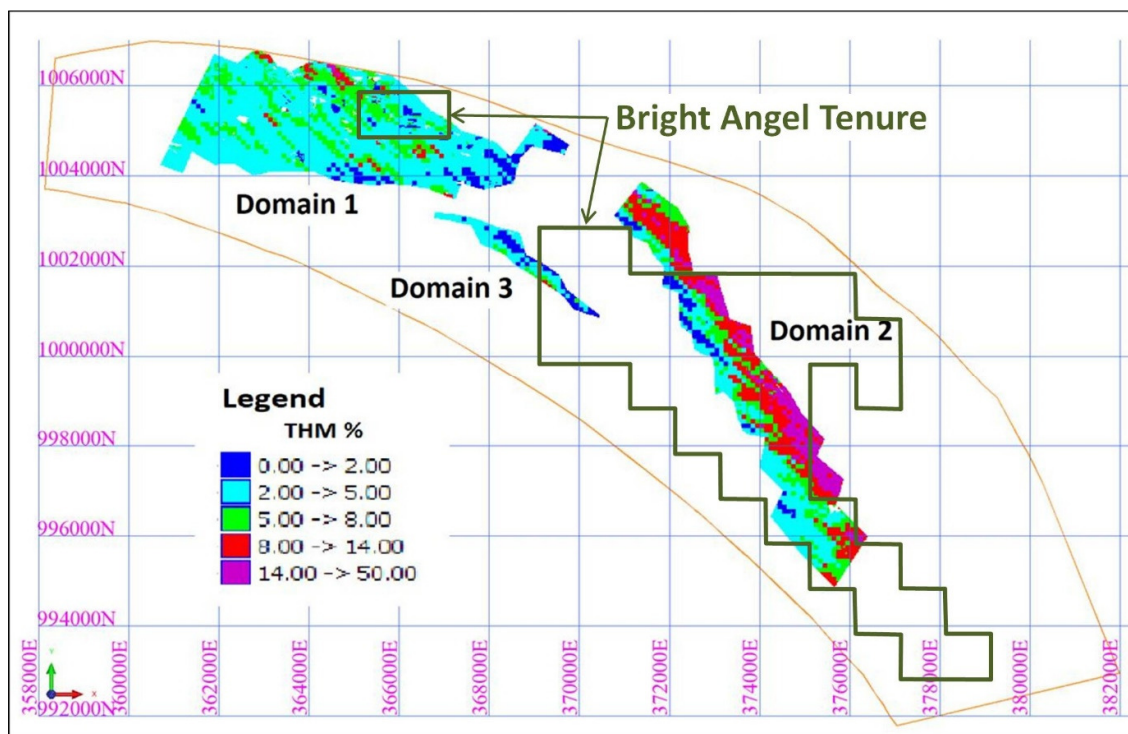 1006000N
1004000N
1002000N
1000000N
998000N
996000N
994000N
992000N
Bright Angel Tenure
Domain 1
Domain 3
Domain 2
Legend
THM %
0.00 -> 2.00
2.00 -> 5.00
5.00 -> 8.00
8.00 -> 14.00
14.00 -> 50.00
358000E
360000E
362000E
364000E
366000E
368000E
370000E
372000E
374000E
376000E
378000E
380000E
382000E
Y
X